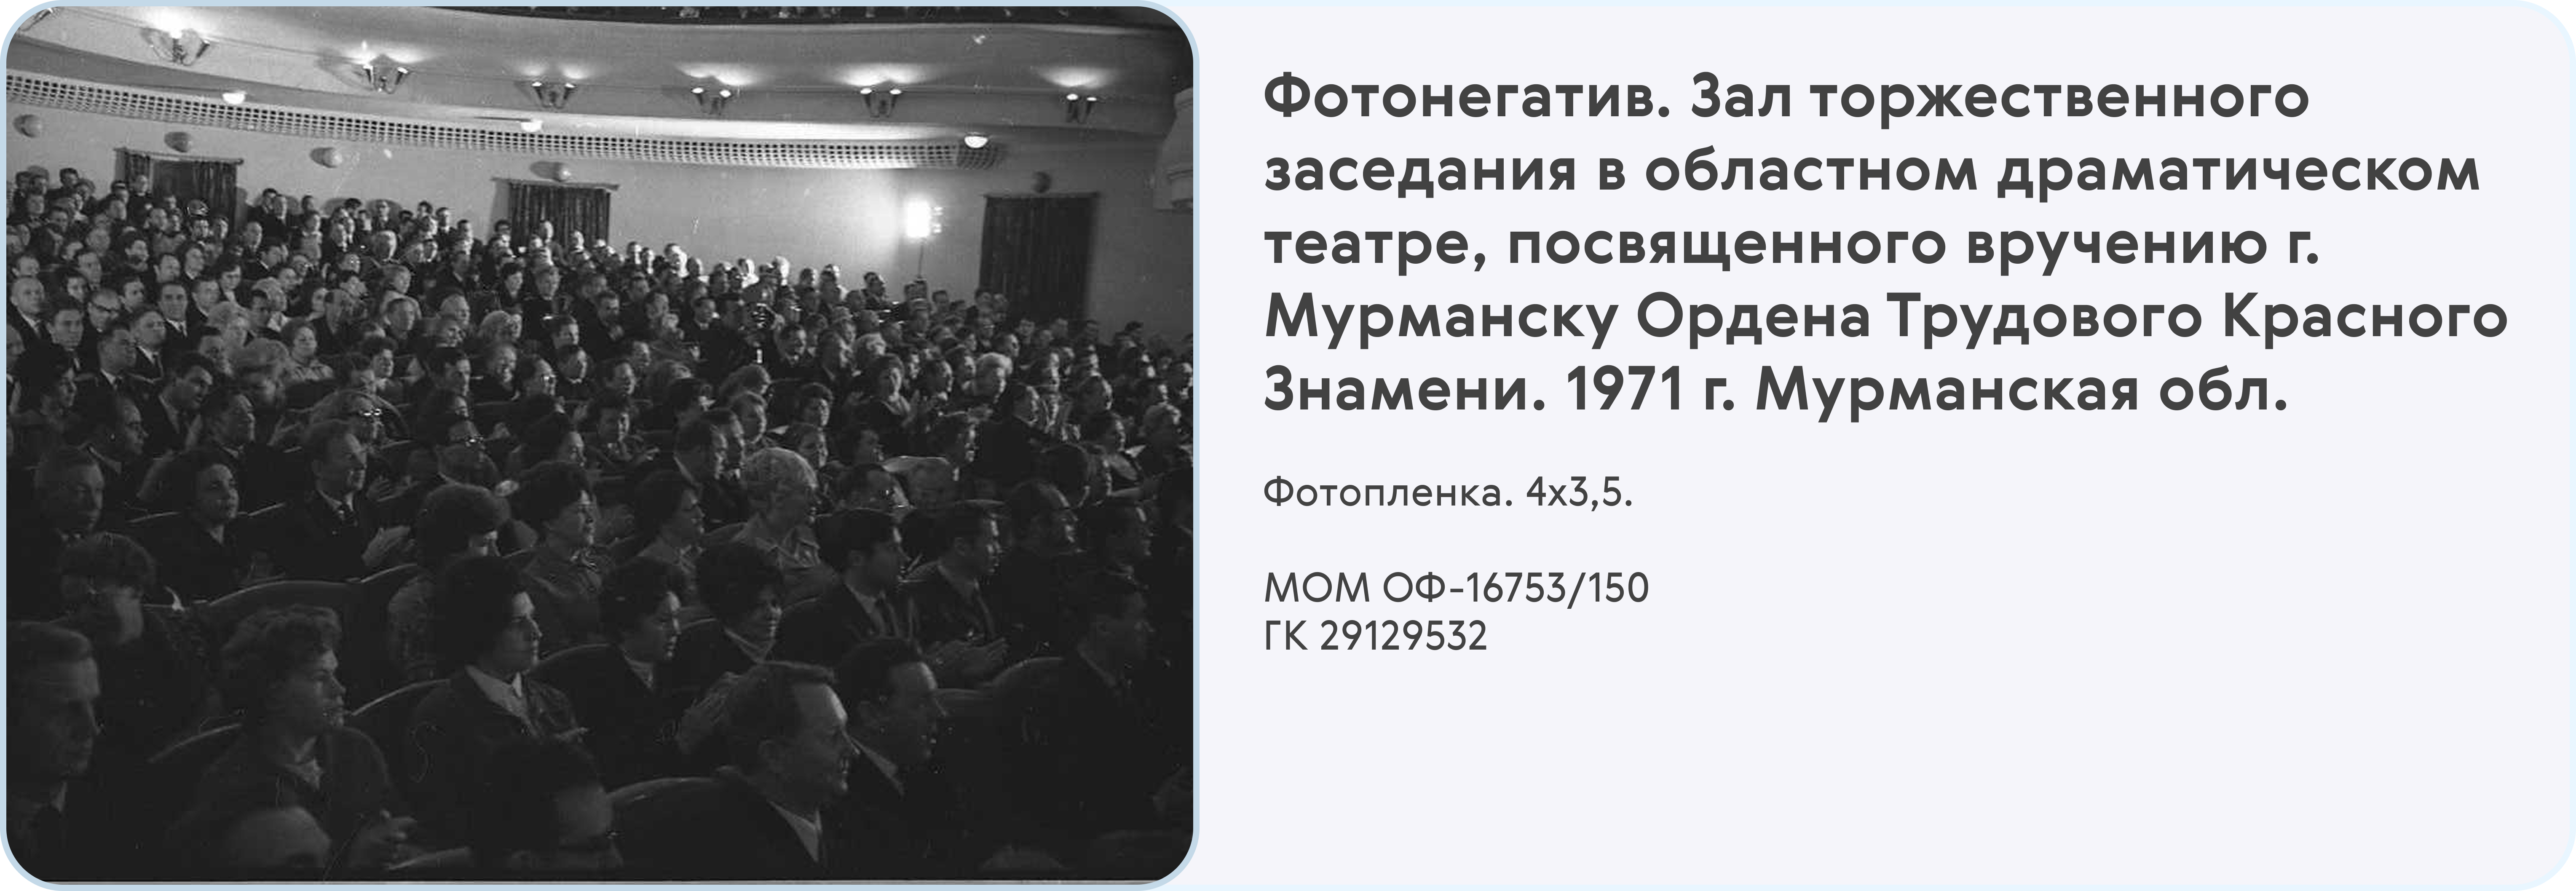 Фотонегатив. Зал торжественного
заседания в областном драматическом
театре, посвященного вручению г.
Мурманску Ордена Трудового Красного
Знамени. 1971 г. Мурманская обл.
Фотопленка. 4х3,5.
МОМ ОФ-16753/150
ГК 29129532